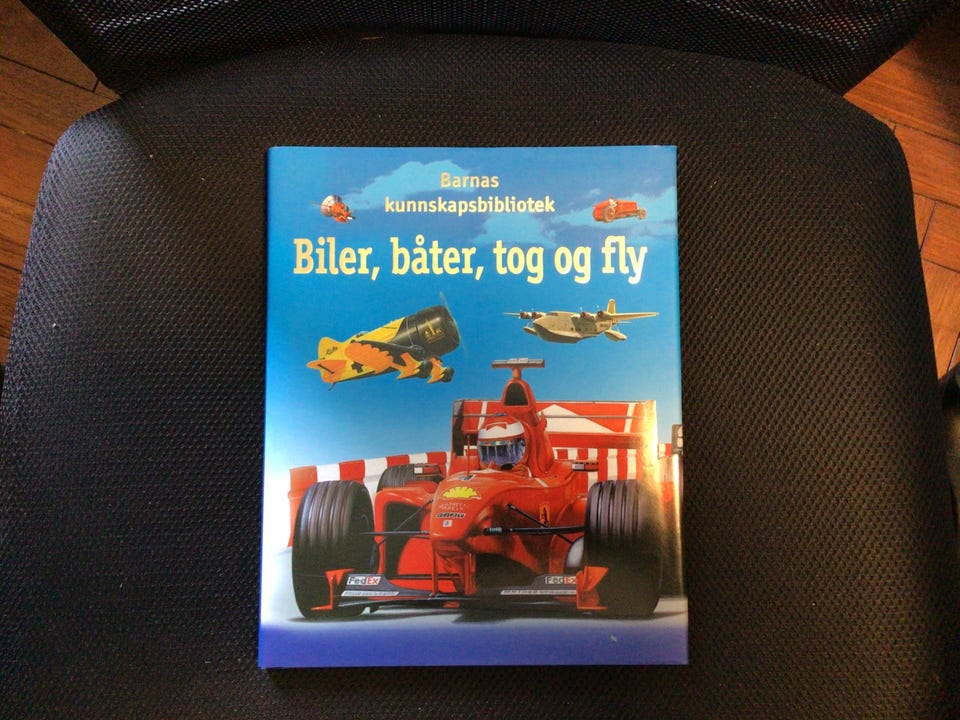 Barnas
kunnskapsbibliotek
Biler, båter, tog og fly
FedEx
FedEx